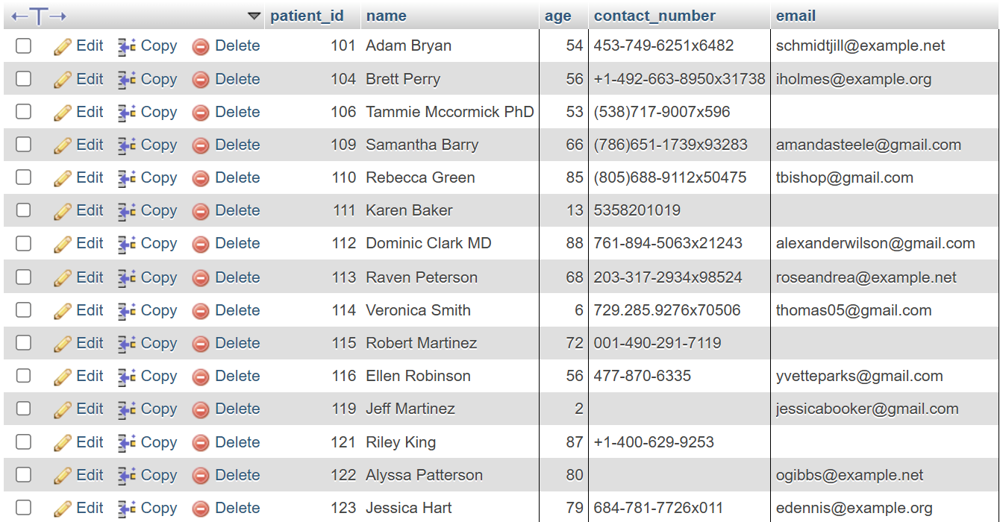 patient_id name age contact_number email
Edit Copy Delete 101 Adam Bryan 54 453-749-6251x6482 schmidtjill@example.net
Edit Copy Delete 104 Brett Perry 56 +1-492-663-8950x31738 iholmes@example.org
Edit Copy Delete 106 Tammie Mccormick PhD 53 (538)717-9007x596
Edit Copy Delete 109 Samantha Barry 66 (786)651-1739x93283 amandasteele@gmail.com
Edit Copy Delete 110 Rebecca Green 85 (805)688-9112x50475 tbishop@gmail.com
Edit Copy Delete 111 Karen Baker 13 5358201019
Edit Copy Delete 112 Dominic Clark MD 88 761-894-5063x21243 alexanderwilson@gmail.com
Edit Copy Delete 113 Raven Peterson 68 203-317-2934x98524 roseandrea@example.net
Edit Copy Delete 114 Veronica Smith 6 729.285.9276x70506 thomas05@gmail.com
Edit Copy Delete 115 Robert Martinez 72 001-490-291-7119
Edit Copy Delete 116 Ellen Robinson 56 477-870-6335 yvetteparks@gmail.com
Edit Copy Delete 119 Jeff Martinez 2 jessicabooker@gmail.com
Edit Copy Delete 121 Riley King 87 +1-400-629-9253
Edit Copy Delete 122 Alyssa Patterson 80 ogibbs@example.net
Edit Copy Delete 123 Jessica Hart 79 684-781-7726x011 edennis@example.org